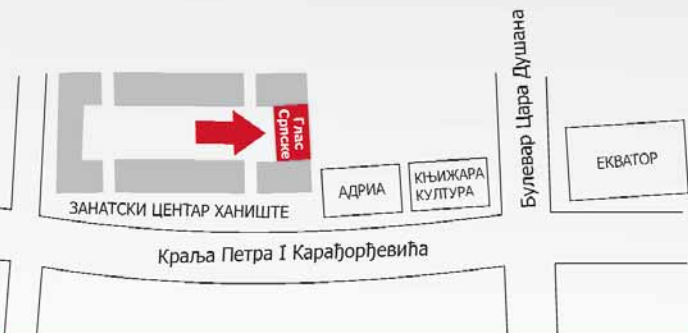 Глас
Српске
Булевар Цара Душана
ЕКВАТОР
АДРИА
КЊИЖАРА
КУЛТУРА
ЗАНАТСКИ ЦЕНТАР ХАНИШТЕ
Краља Петра I Карађорђевића